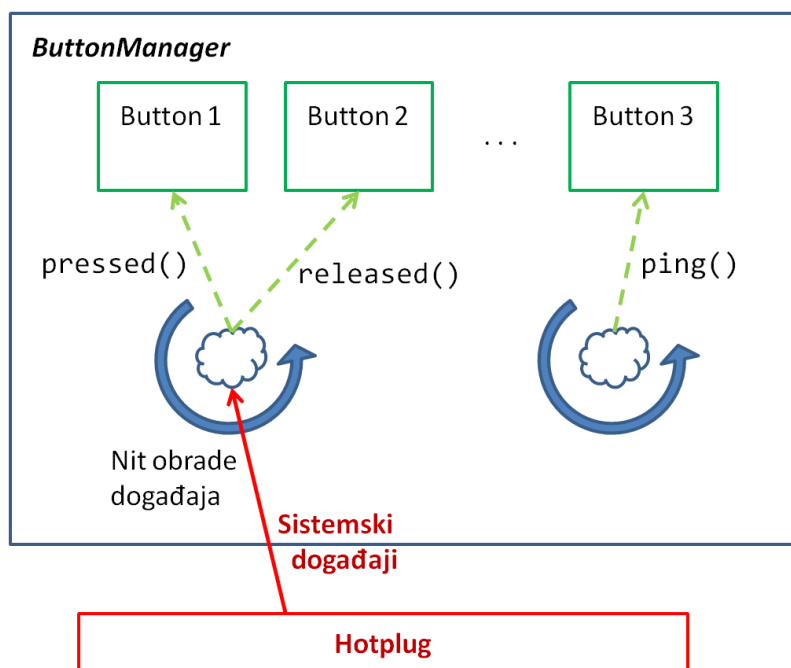 ButtonManager
Button 1
Button 2
. . .
Button 3
pressed()
released()
ping()
Nit obrade
događaja
Sistemski
događaji
Hotplug